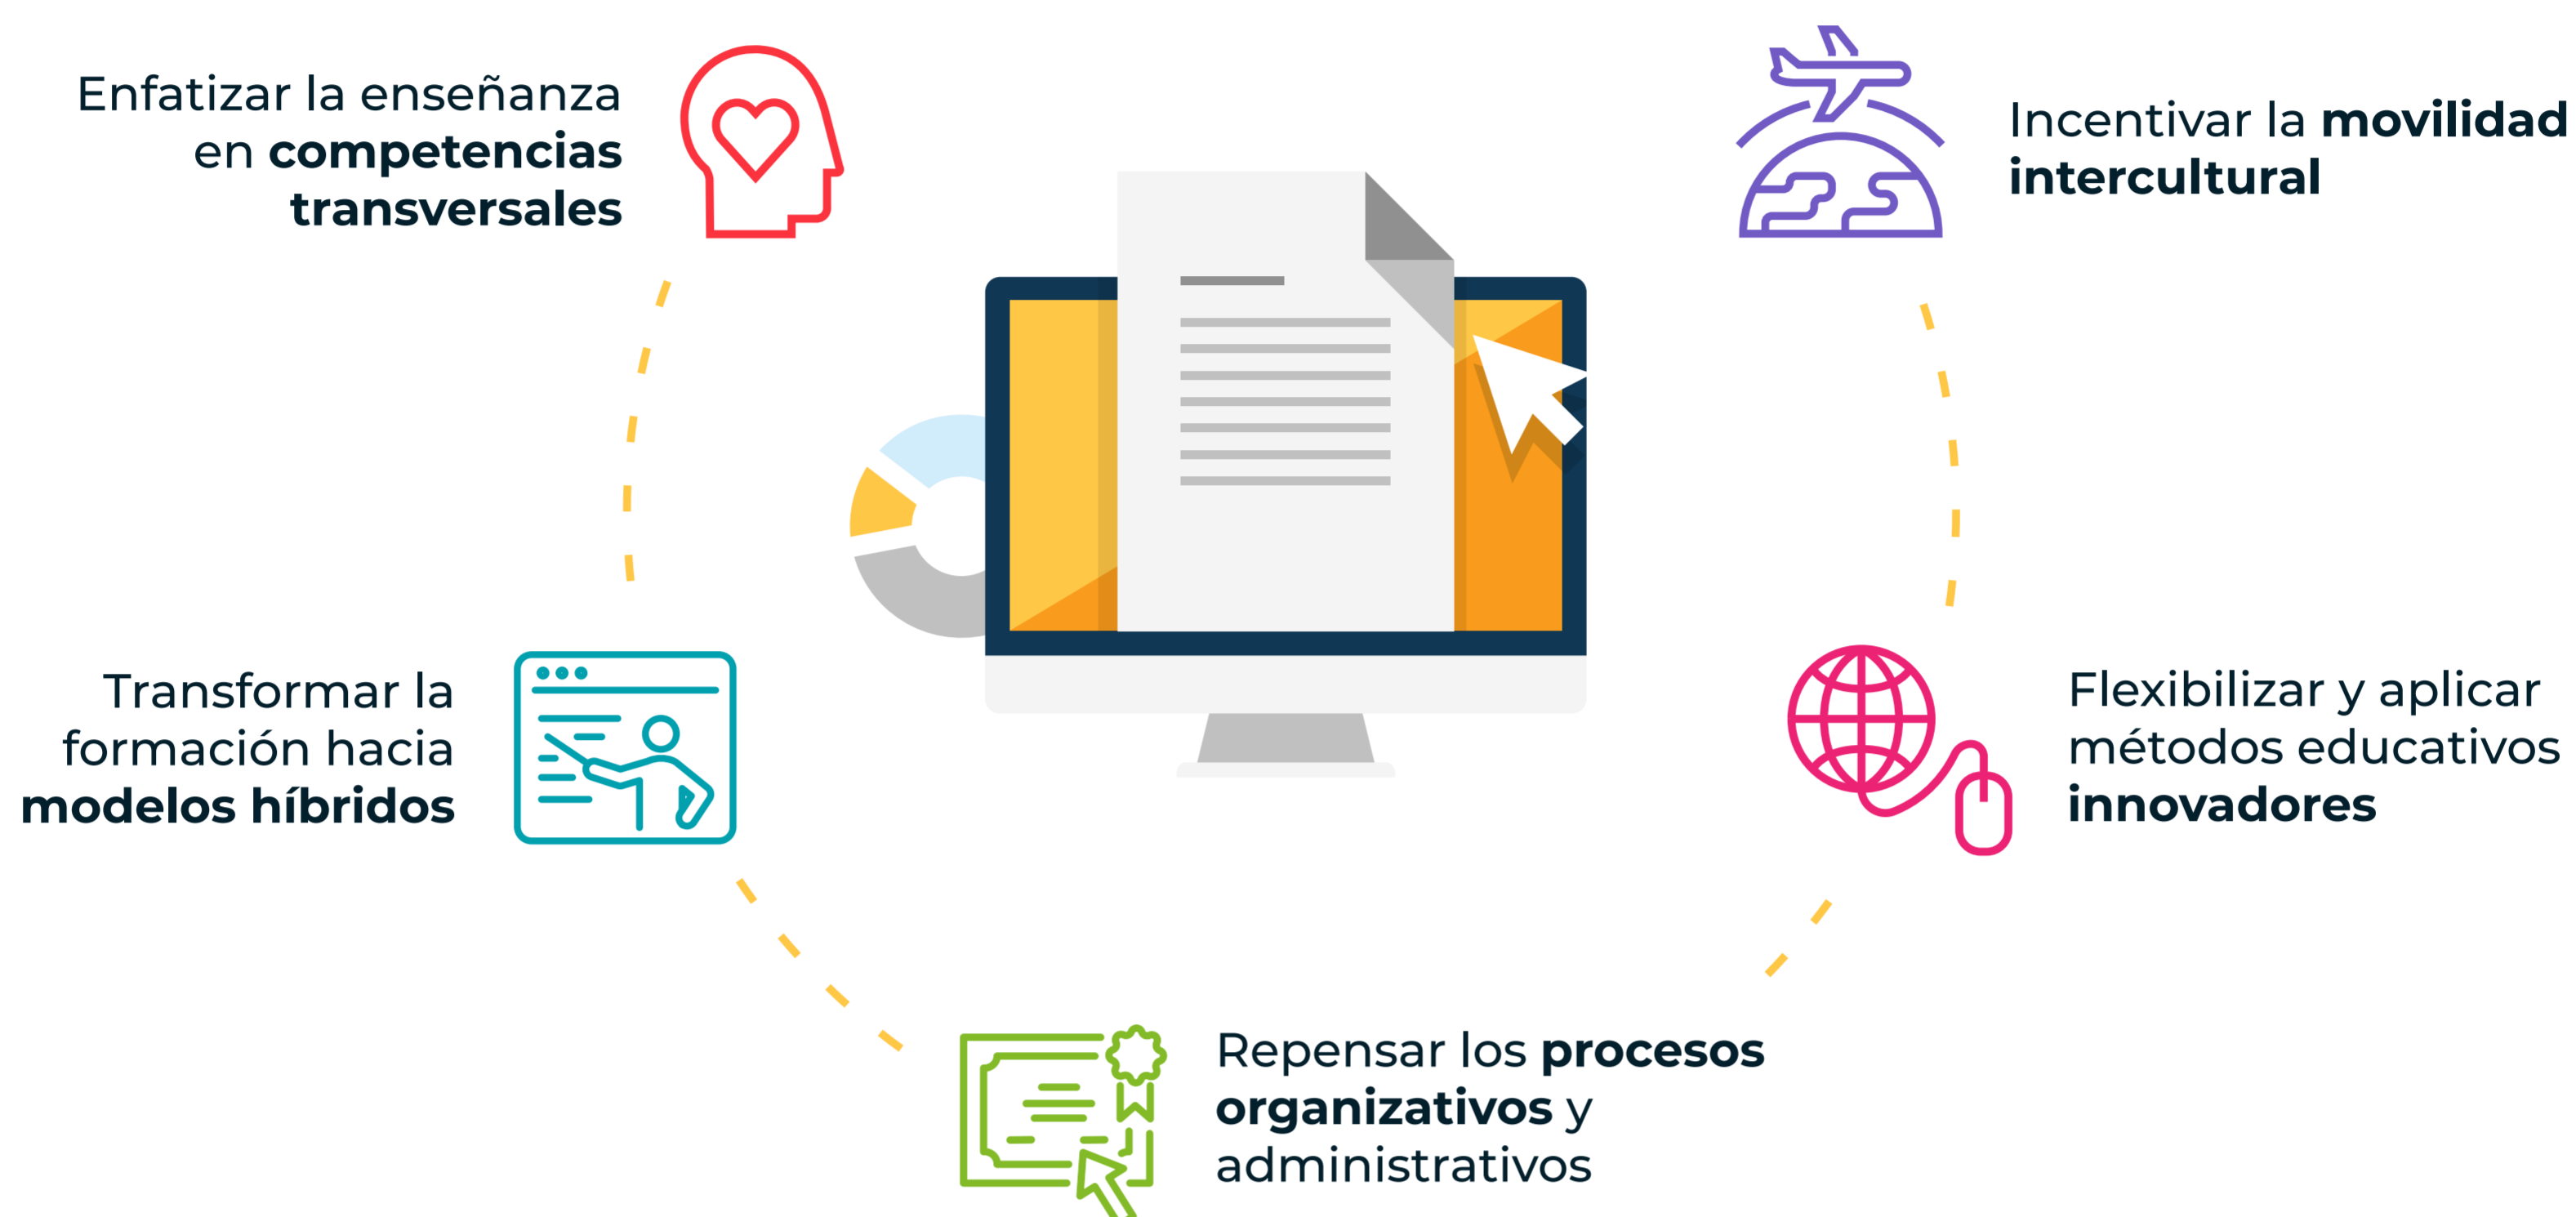 Enfatizar la enseñanza
en competencias
transversales
Incentivar la movilidad
intercultural
Transformar la
formación hacia
modelos híbridos
Flexibilizar y aplicar
métodos educativos
innovadores
Repensar los procesos
organizativos y
administrativos